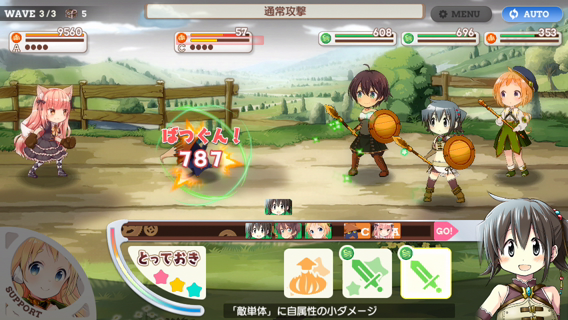 WAVE 3/3 5
通常攻撃
MENU
AUTO
9560
A
57
C
608
696
353
ばつぐん!
787
C A GO!
とっておき
SUPPORT
「敵単体」に自属性の小ダメージ